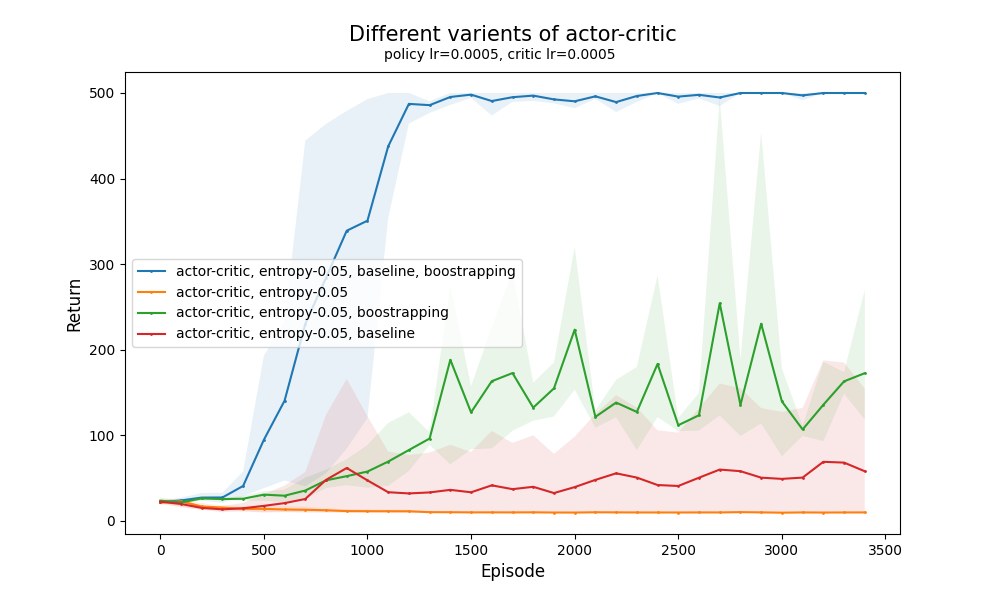 Different varients of actor-critic
policy lr=0.0005, critic lr=0.0005
500
400
300
200
100
0
Return
actor-critic, entropy-0.05, baseline, boostrapping
actor-critic, entropy-0.05
actor-critic, entropy-0.05, boostrapping
actor-critic, entropy-0.05, baseline
0 500 1000 1500 2000 2500 3000 3500
Episode